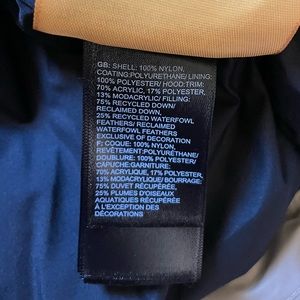 GB: SHELL: 100% NYLON,
COATING:POLYURETHANE/ LINING:
100% POLYESTER/ HOOD:TRIM:
70% ACRYLIC, 17% POLYESTER,
13% MODACRYLIC/ FILLING:
75% RECYCLED DOWN/
RECLAIMED DOWN,
25% RECYCLED WATERFOWL
FEATHERS/ RECLAIMED
WATERFOWL FEATHERS
EXCLUSIVE OF DECORATION
F: COQUE: 100% NYLON,
REVÊTEMENT:POLYURÉTHANE/
DOUBLURE: 100% POLYESTER/
CAPUCHE:GARNITURE:
70% ACRYLIQUE, 17% POLYESTER,
13% MODACRYLIQUE/ BOURRAGE:
75% DUVET RÉCUPÉRÉE,
25% PLUMES D'OISEAUX
AQUATIQUES RÉCUPÉRÉE
À L'EXCEPTION DES
DÉCORATIONS